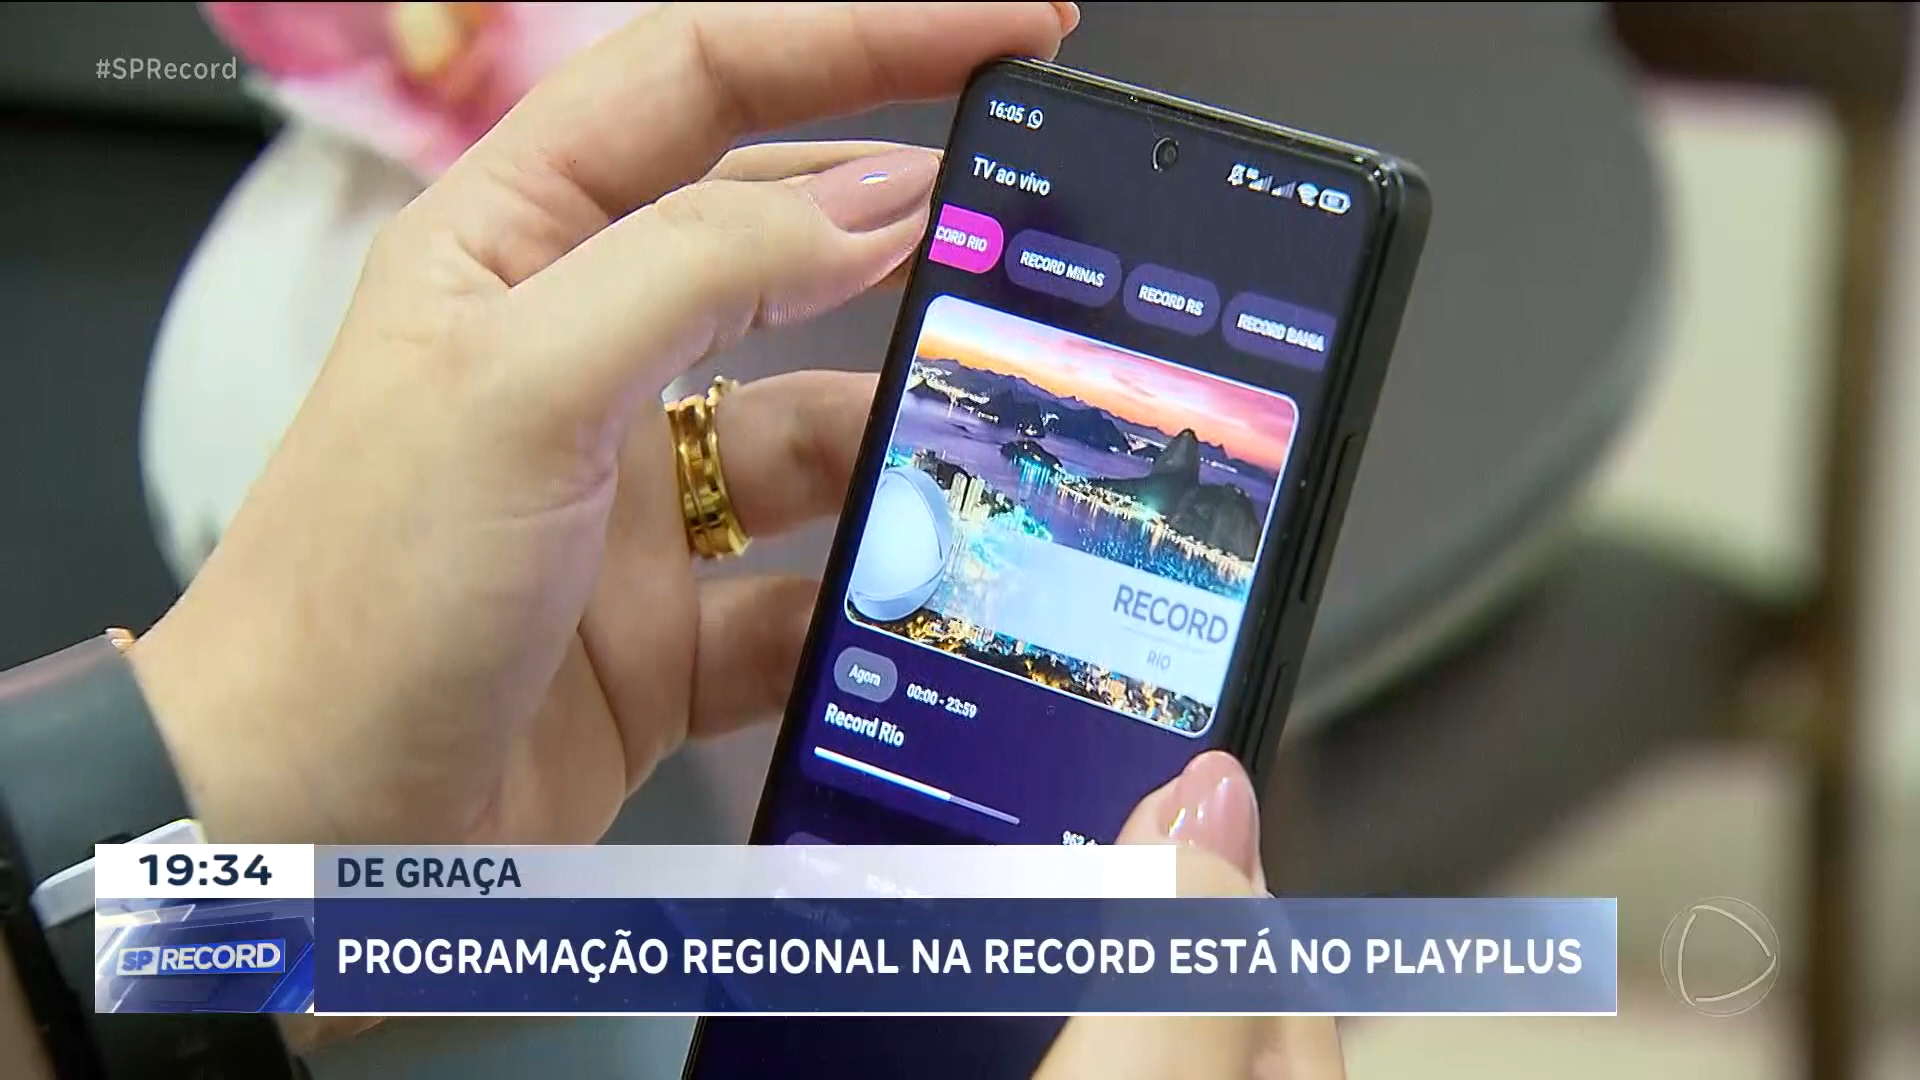 #SPRecord
16:05
TV ao vivo
CORD RIO
RECORD MINAS
RECORD RS
RECORD BAHIA
RECORD
RIO
Agora
00:00 - 23:59
Record Rio
19:34
DE GRAÇA
SP RECORD
PROGRAMAÇÃO REGIONAL NA RECORD ESTÁ NO PLAYPLUS